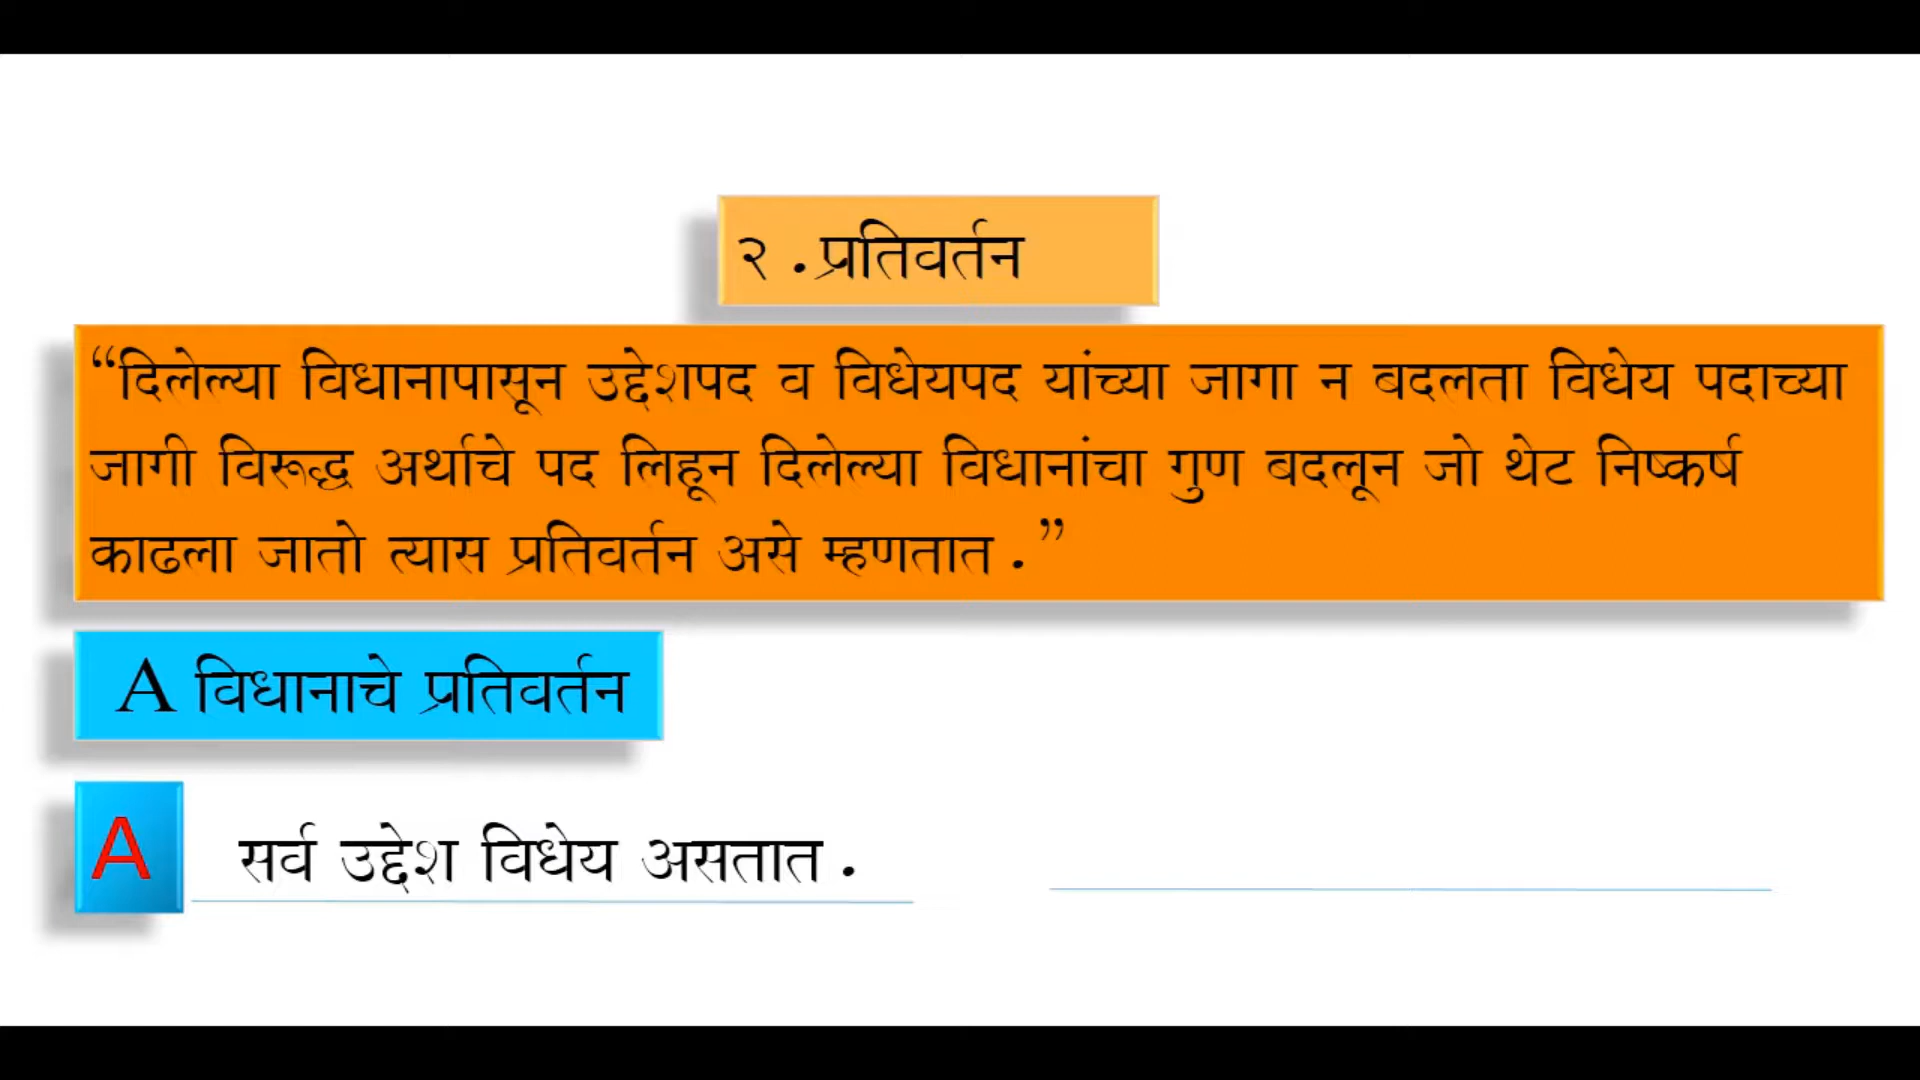 २ .प्रतिवर्तन
“दिलेल्या विधानापासून उद्देशपद व विधेयपद यांच्या जागा न बदलता विधेय पदाच्या
जागी विरूद्ध अर्थाचे पद लिहून दिलेल्या विधानांचा गुण बदलून जो थेट निष्कर्ष
काढला जातो त्यास प्रतिवर्तन असे म्हणतात .”
A विधानाचे प्रतिवर्तन
A सर्व उद्देश विधेय असतात .